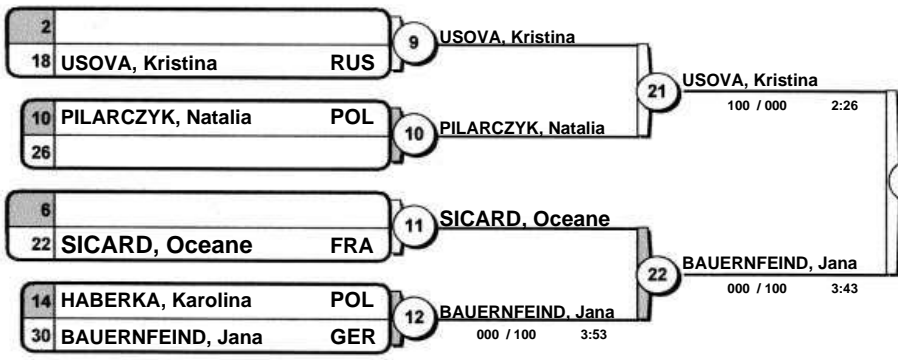 2
18 USOVA, Kristina RUS
9
USOVA, Kristina
10 PILARCZYK, Natalia POL
26
10
PILARCZYK, Natalia
21
USOVA, Kristina
100 / 000 2:26
6
22 SICARD, Oceane FRA
11
SICARD, Oceane
14 HABERKA, Karolina POL
30 BAUERNFEIND, Jana GER
12
BAUERNFEIND, Jana
000 / 100 3:53
22
BAUERNFEIND, Jana
000 / 100 3:43